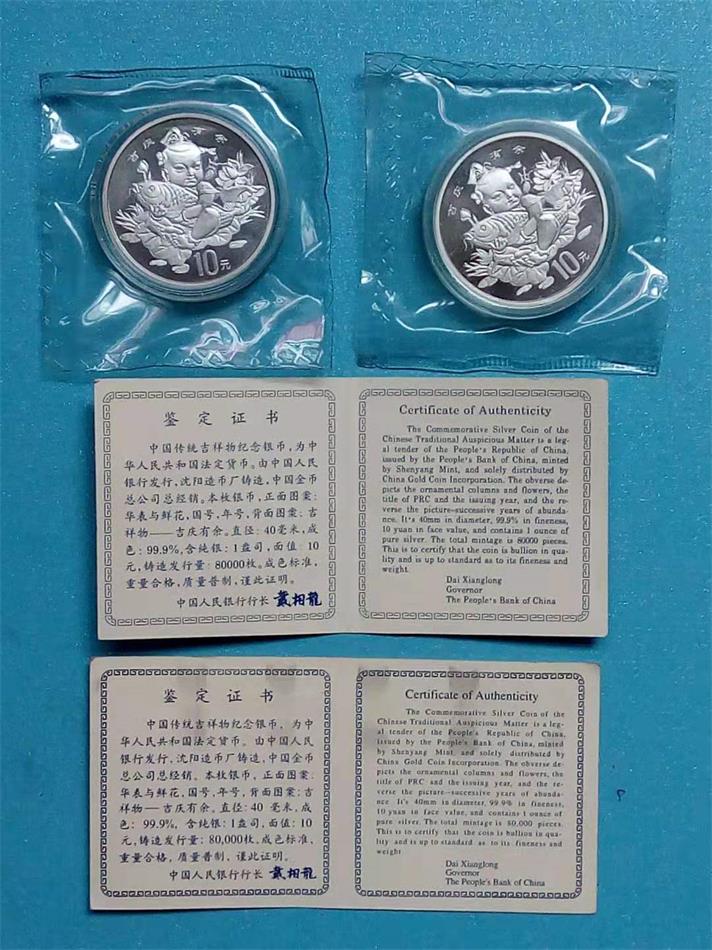 吉庆 有余
10元
吉庆 有余
10元
鉴定证书
中国传统吉祥物纪念银币,为中
华人民共和国法定货币。由中国人民
银行发行,沈阳造币厂铸造,中国金币
总公司总经销。本枚银币,正面图案:
华表与鲜花,国号,年号,背面图案:吉
祥物——吉庆有余。直径:40毫米,成
色:99.9%,含纯银:1盎司,面值:10
元,铸造发行量:80000枚。成色标准,
重量合格,质量普制,谨此证明。
中国人民银行行长 戴相龍
Certificate of Authenticity
The Commemorative Silver Coin of the
Chinese Traditional Auspicious Matter is a leg-
al tender of the People's Republic of China,
issued by the People's Bank of China, minted
by Shenyang Mint, and solely distributed by
China Gold Coin Incorporation. The obverse de-
picts the ornamental columns and flowers, the
title of PRC and the issuing year, and the re-
verse the picture-successive years of abunda-
nce. It's 40mm in diameter, 99.9% in fineness,
10 yuan in face value, and contains 1 ounce of
pure silver. The total mintage is 80000 pieces.
This is to certify that the coin is bullion in qua-
lity and is up to standard as to its fineness and
weight.
Dai Xianglong
Governor
The People's Bank of China
鉴定证书
中国传统吉祥物纪念银币,为中
华人民共和国法定货币。由中国人民
银行发行,沈阳造币厂铸造,中国金币
总公司总经销。本枚银币,正面图案:
华表与鲜花,国号,年号,背面图案:吉
祥物——吉庆有余。直径:40 毫米,成
色:99.9%,含纯银:1盎司,面值:10
元,铸造发行量:80,000枚。成色标准,
重量合格,质量普制,谨此证明。
中国人民银行行长 戴相龍
Certificate of Authenticity
The Commemorative Silver Coin of the
Chinese Traditional Auspicious Matter is a leg-
al tender of the People's Republic of China,
issued by the People's Bank of China, minted
by Shenyang Mint, and solely distributed by
China Gold Coin Incorporation. The obverse de-
picts the ornamental columns and flowers, the
title of PRC and the issuing year, and the re-
verse the picture-successive years of abunda-
nce It's 40mm in diameter, 99.9% in fineness,
10 yuan in face value, and contains 1 ounce of
pure silver. The total mintage is 80,000 pieces.
This is to certify that the coin is bullion in qua-
lity and is up to standard as to its fineness and
weight
Dai Xianglong
Governor
The People's Bank of China